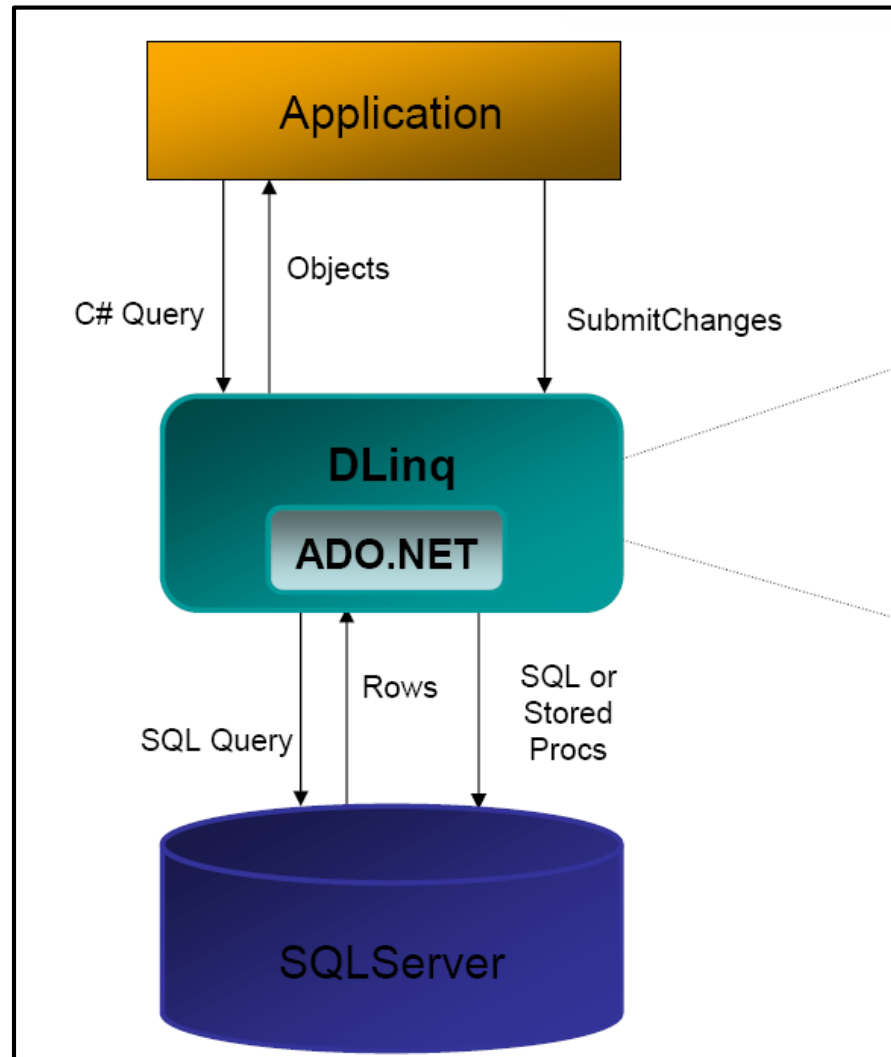 Application
Objects
C# Query
SubmitChanges
DLinq
ADO.NET
Rows
SQL or
Stored
Procs
SQL Query
SQLServer